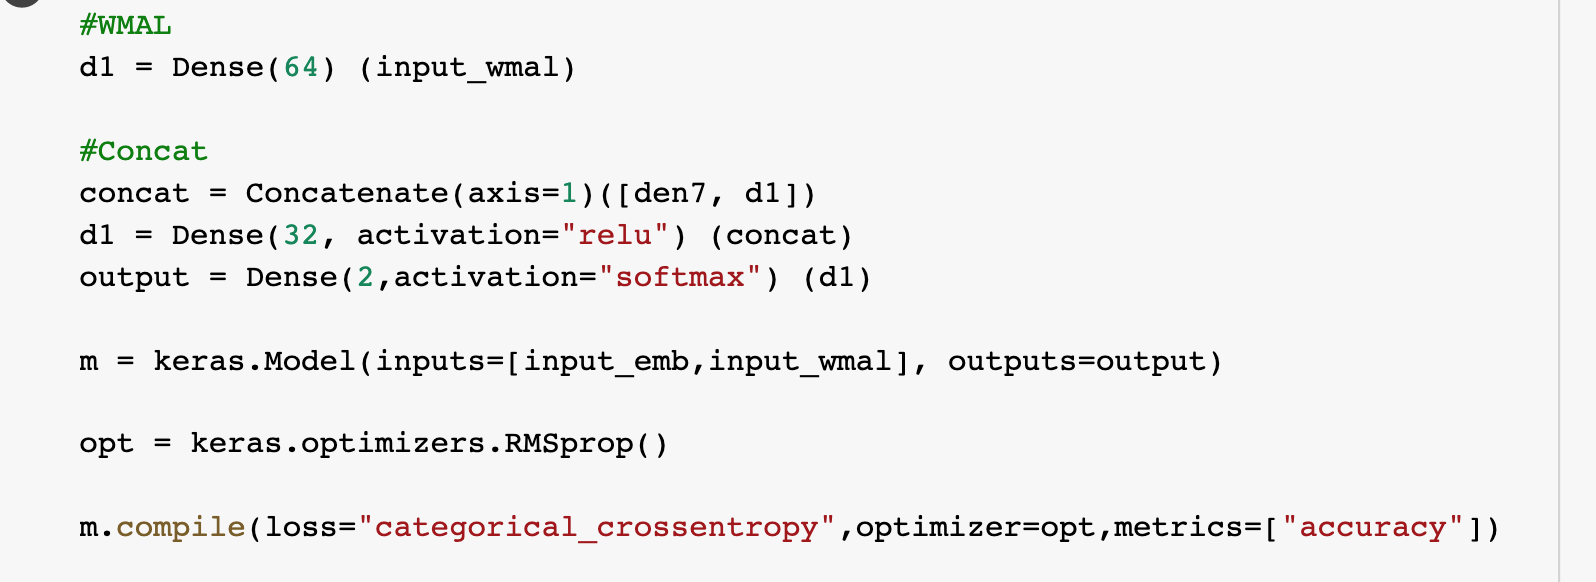 #WMAL
d1 = Dense(64) (input_wmal)
#Concat
concat = Concatenate(axis=1)([den7, d1])
d1 = Dense(32, activation="relu") (concat)
output = Dense(2,activation="softmax") (d1)
m = keras.Model(inputs=[input_emb,input_wmal], outputs=output)
opt = keras.optimizers.RMSprop()
m.compile(loss="categorical_crossentropy",optimizer=opt,metrics=["accuracy"])